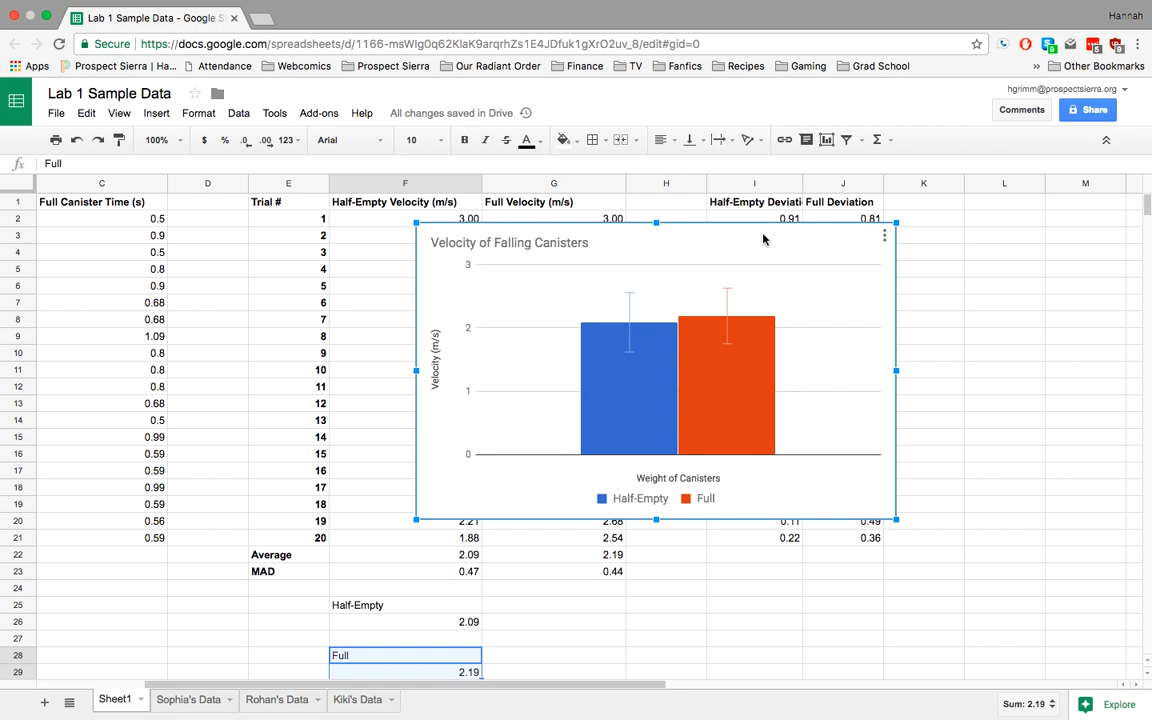 Lab 1 Sample Data - Google S
Hannah
Secure https://docs.google.com/spreadsheets/d/1166-msWIg0q62KlaK9arqrhZs1E4JDfuk1gXrO2uv_8/edit#gid=0
Apps Prospect Sierra | Ha... Attendance Webcomics Prospect Sierra Our Radiant Order Finance TV Fanfics Recipes Gaming Grad School » Other Bookmarks
Lab 1 Sample Data
hgrimm@prospectsierra.org
File Edit View Insert Format Data Tools Add-ons Help All changes saved in Drive
Comments Share
100% $ % .0 .00 123 Arial 10 B I S A Σ
fx Full
C D E F G H I J K L M
1 Full Canister Time (s) Trial # Half-Empty Velocity (m/s) Full Velocity (m/s) Half-Empty Deviati Full Deviation
2 0.5 1 3.00 3.00 0.91 0.81
3 0.9 2
4 0.5 3
5 0.8 4
6 0.9 5
7 0.68 6
8 0.68 7
9 1.09 8
10 0.8 9
11 0.8 10
12 0.8 11
13 0.68 12
14 0.5 13
15 0.99 14
16 0.59 15
17 0.59 16
18 0.99 17
19 0.59 18
20 0.56 19 2.21 2.68 0.11 0.49
21 0.59 20 1.88 2.54 0.22 0.36
22 Average 2.09 2.19
23 MAD 0.47 0.44
24
25 Half-Empty
26 2.09
27
28 Full
29 2.19
Velocity of Falling Canisters
3
2
1
0
Velocity (m/s)
Weight of Canisters
Half-Empty Full
+ Sheet1 Sophia's Data Rohan's Data Kiki's Data Sum: 2.19 Explore